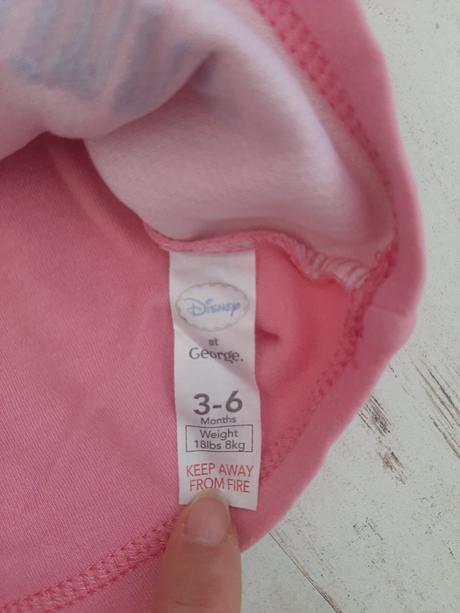 Disney
at
George.
3-6
Months
Weight
18lbs 8kg
KEEP AWAY
FROM FIRE